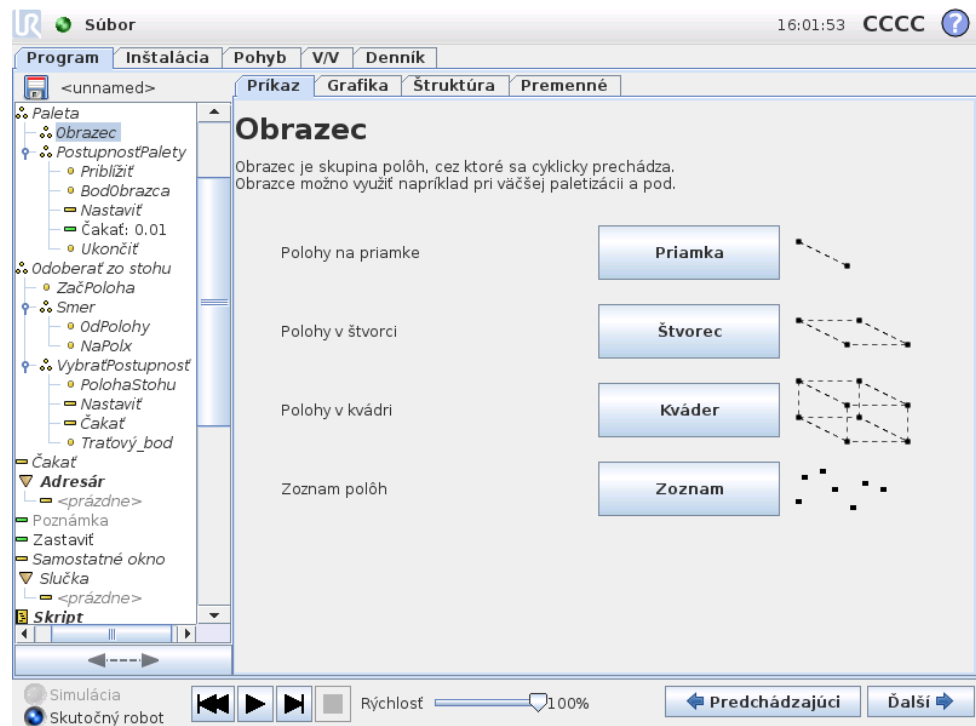 UR Súbor 16:01:53 CCCC ?
Program Inštalácia Pohyb V/V Denník
<unnamed> Príkaz Grafika Štruktúra Premenné
Paleta
Obrazec
PostupnosťPalety
Priblížiť
BodObrazca
Nastaviť
Čakať: 0.01
Ukončiť
Odoberať zo stohu
ZačPoloha
Smer
OdPolohy
NaPolx
VybraťPostupnosť
PolohaStohu
Nastaviť
Čakať
Traťový_bod
Čakať
Adresár
<prázdne>
Poznámka
Zastaviť
Samostatné okno
Slučka
<prázdne>
Skript
Obrazec
Obrazec je skupina polôh, cez ktoré sa cyklicky prechádza.
Obrazce možno využiť napríklad pri väčšej paletizácii a pod.
Polohy na priamke Priamka
Polohy v štvorci Štvorec
Polohy v kvádri Kváder
Zoznam polôh Zoznam
Simulácia
Skutočný robot
Rýchlosť 100%
Predchádzajúci Ďalší